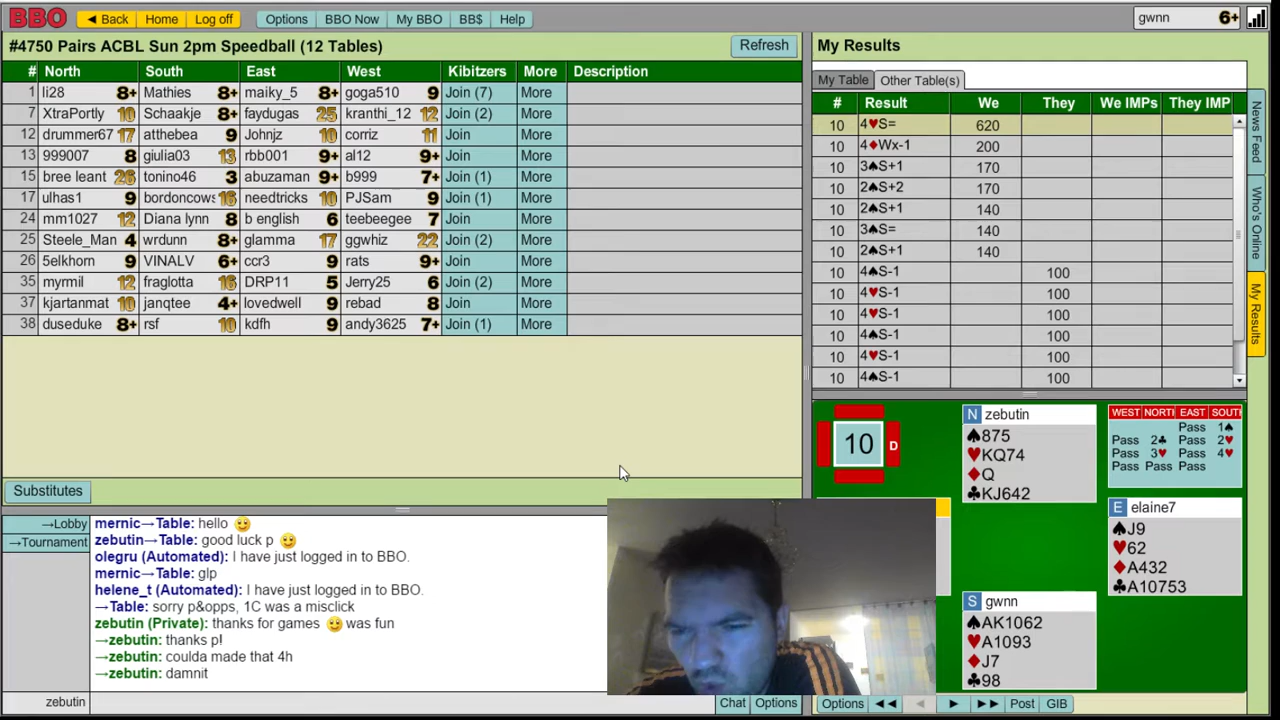 BBO ◄ Back Home Log off Options BBO Now My BBO BB$ Help gwnn 6+
#4750 Pairs ACBL Sun 2pm Speedball (12 Tables) Refresh
# North South East West Kibitzers More Description
1 li28 8+ Mathies 8+ maiky_5 8+ goga510 9 Join (7) More
7 XtraPortly 10 Schaakje 8+ faydugas 25 kranthi_12 12 Join (2) More
12 drummer67 17 atthebea 9 Johnjz 10 corriz 11 Join More
13 999007 8 giulia03 13 rbb001 9+ al12 9+ Join More
15 bree leant 26 tonino46 3 abuzaman 9+ b999 7+ Join (1) More
17 ulhas1 9 bordoncows 16 needtricks 10 PJSam 9 Join (1) More
24 mm1027 12 Diana lynn 8 b english 6 teebeegee 7 Join More
25 Steele_Man 4 wrdunn 8+ glamma 17 ggwhiz 22 Join (2) More
26 5elkhorn 9 VINALV 6+ ccr3 9 rats 9+ Join More
35 myrmil 12 fraglotta 16 DRP11 5 Jerry25 6 Join (2) More
37 kjartanmat 10 janqtee 4+ lovedwell 9 rebad 8 Join More
38 duseduke 8+ rsf 10 kdfh 9 andy3625 7+ Join (1) More
My Results
My Table Other Table(s)
# Result We They We IMPs They IMP
10 4♥S= 620
10 4♦Wx-1 200
10 3♠S+1 170
10 2♠S+2 170
10 2♠S+1 140
10 3♠S= 140
10 2♠S+1 140
10 4♠S-1 100
10 4♥S-1 100
10 4♥S-1 100
10 4♠S-1 100
10 4♥S-1 100
10 4♠S-1 100
News Feed
Who's Online
My Results
10 D
N zebutin
♠875
♥KQ74
♦Q
♣KJ642
WEST NORTH EAST SOUTH
Pass 1♠
Pass 2♣ Pass 2♥
Pass 3♥ Pass 4♥
Pass Pass Pass
E elaine7
♠J9
♥62
♦A432
♣A10753
S gwnn
♠AK1062
♥A1093
♦J7
♣98
Options ◄◄ ◄ ► ►► Post GIB
Substitutes
→Lobby
→Tournament
mernic→Table: hello
zebutin→Table: good luck p
olegru (Automated): I have just logged in to BBO.
mernic→Table: glp
helene_t (Automated): I have just logged in to BBO.
→Table: sorry p&opps, 1C was a misclick
zebutin (Private): thanks for games was fun
→zebutin: thanks p!
→zebutin: coulda made that 4h
→zebutin: damnit
zebutin Chat Options